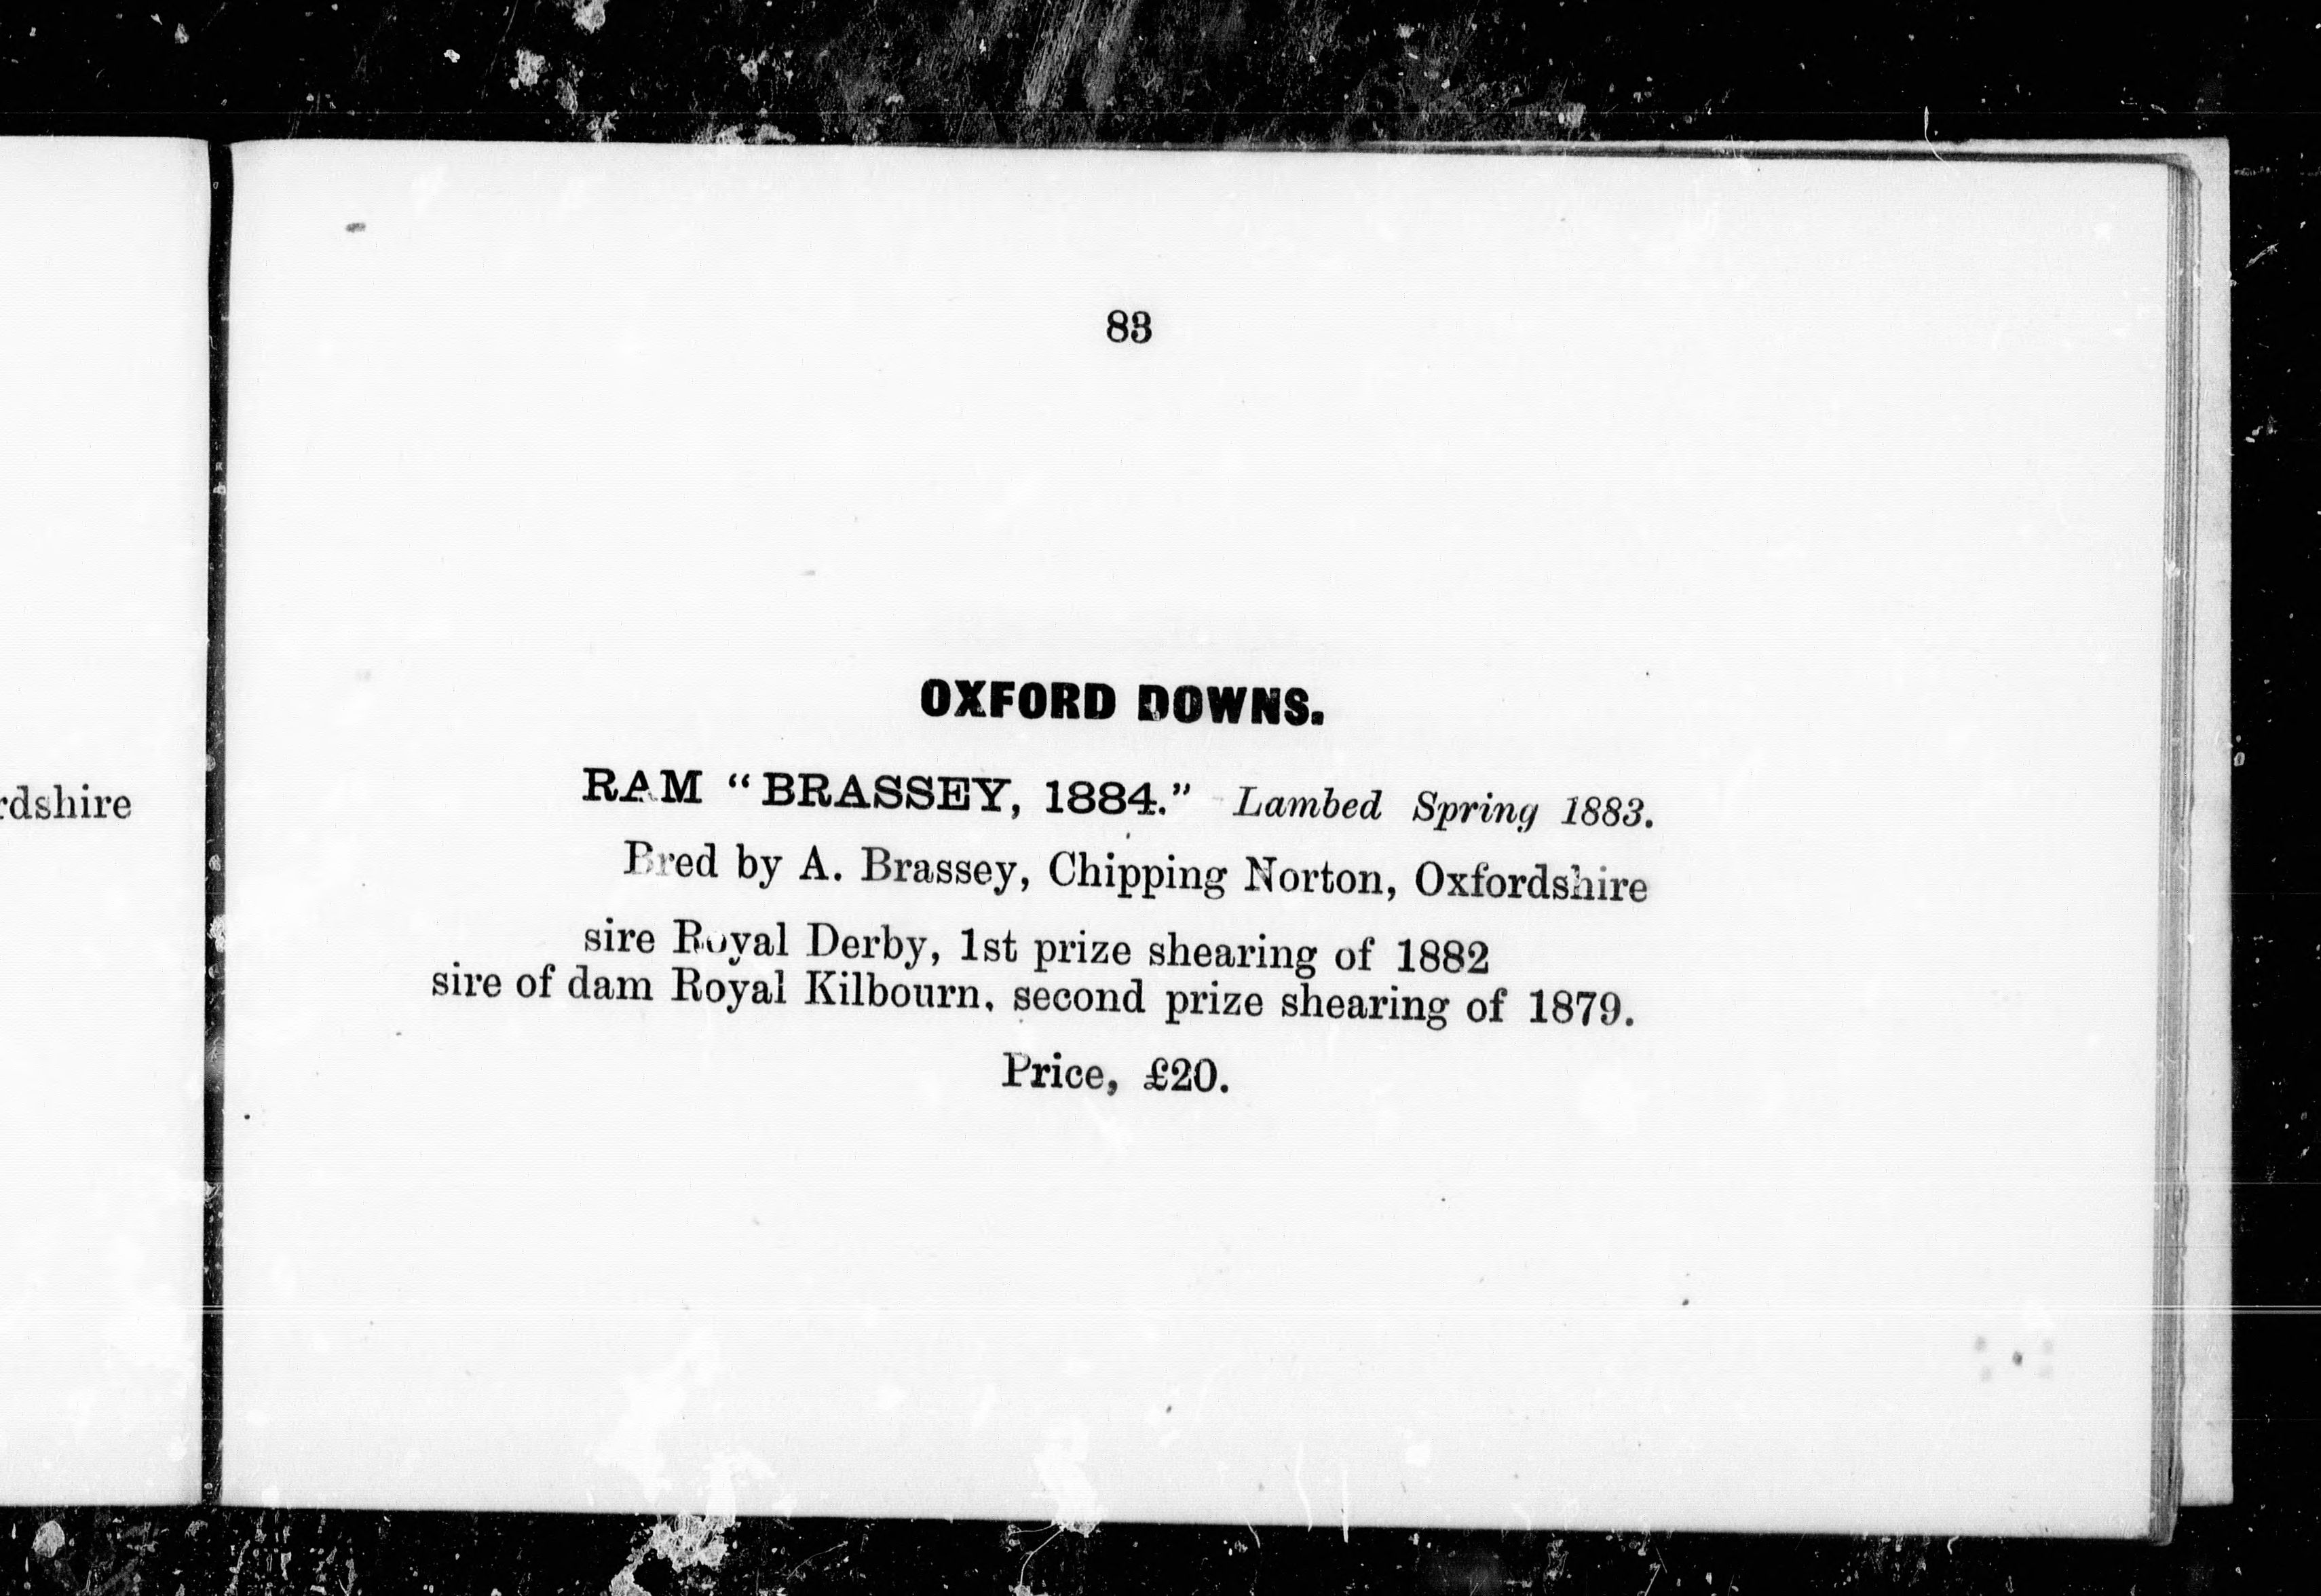 83
rdshire
OXFORD DOWNS.
RAM “BRASSEY, 1884.” Lambed Spring 1883.
Bred by A. Brassey, Chipping Norton, Oxfordshire
sire Royal Derby, 1st prize shearing of 1882
sire of dam Royal Kilbourn, second prize shearing of 1879.
Price, £20.